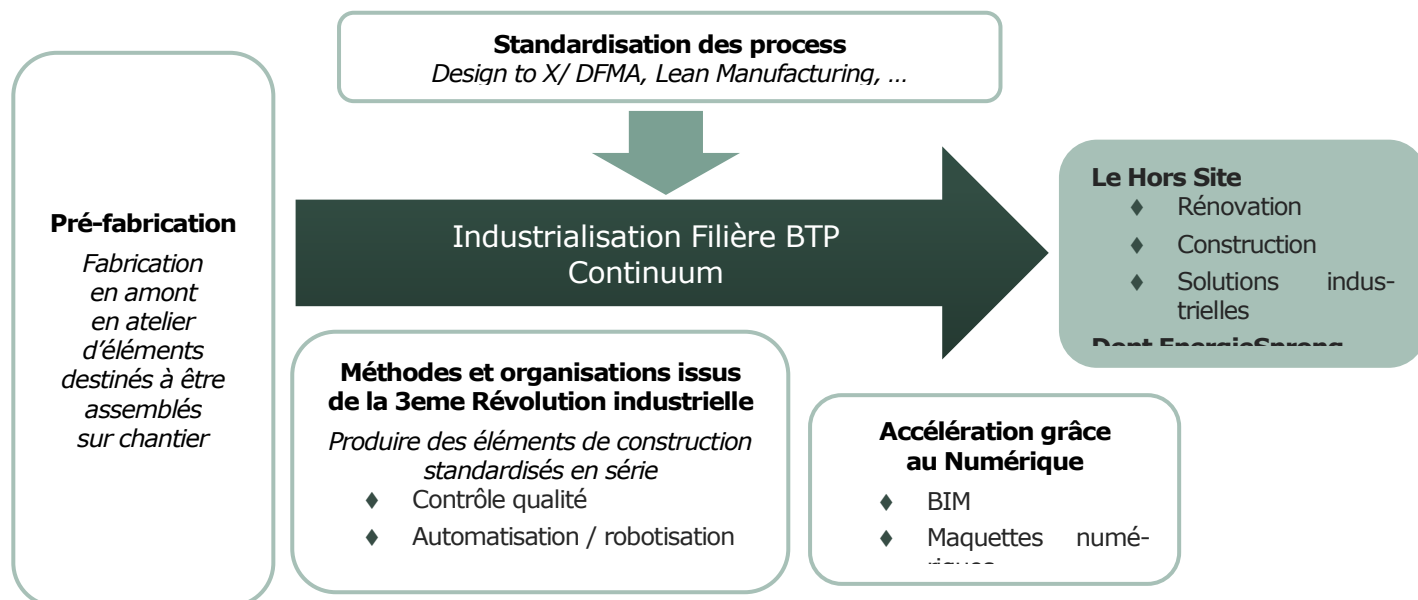 Standardisation des process
Design to X/ DFMA, Lean Manufacturing, ...
Pré-fabrication
Fabrication
en amont
en atelier
d’éléments
destinés à être
assemblés
sur chantier
Industrialisation Filière BTP
Continuum
Le Hors Site
♦ Rénovation
♦ Construction
♦ Solutions indus-
trielles
Dont EnergieSprong
Méthodes et organisations issus
de la 3eme Révolution industrielle
Produire des éléments de construction
standardisés en série
♦ Contrôle qualité
♦ Automatisation / robotisation
Accélération grâce
au Numérique
♦ BIM
♦ Maquettes numé-
riques